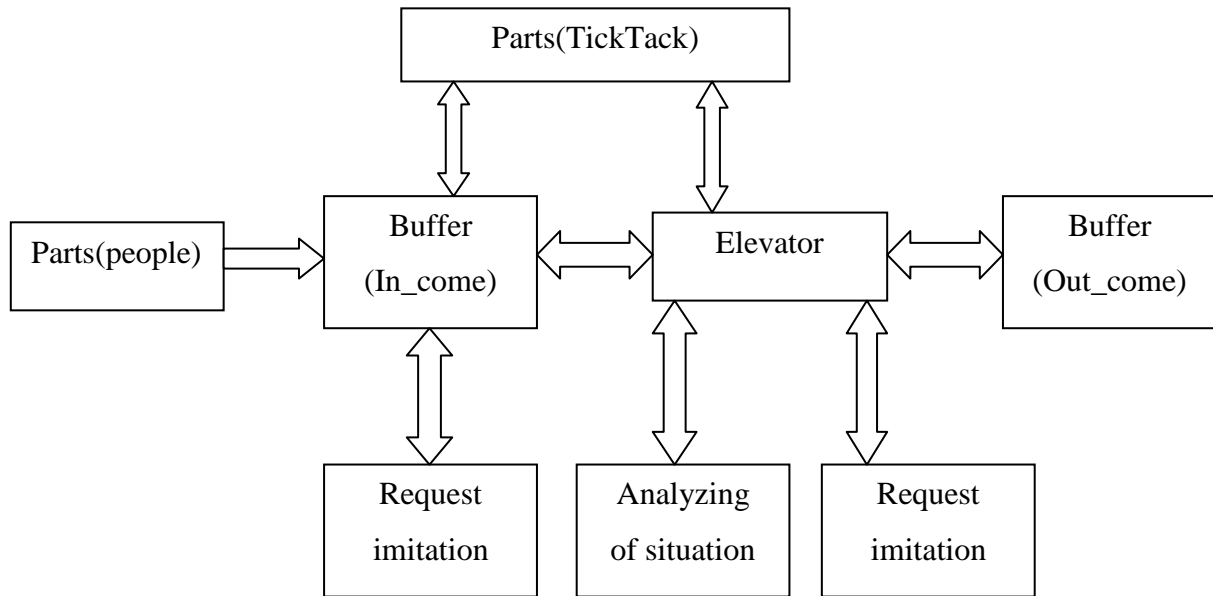 Parts(TickTack)
Parts(people)
Buffer
(In_come)
Elevator
Buffer
(Out_come)
Request
imitation
Analyzing
of situation
Request
imitation